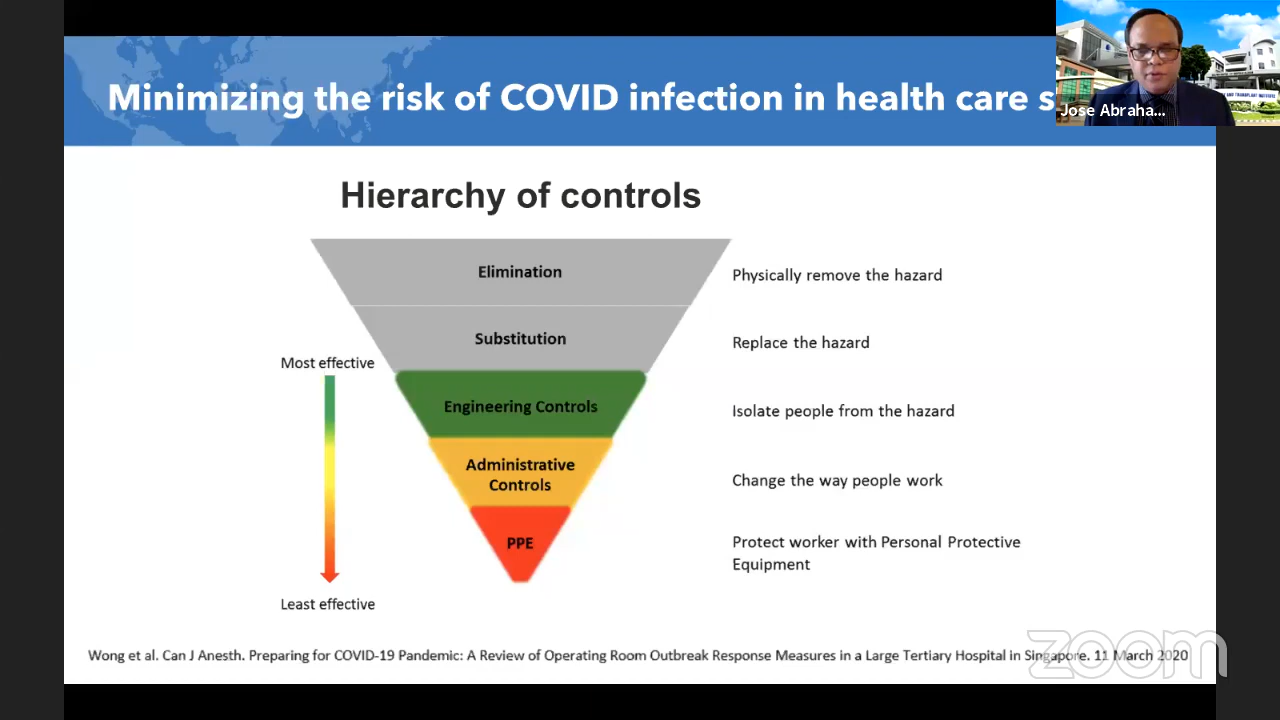 Minimizing the risk of COVID infection in health care s
Jose Abraha...
Hierarchy of controls
Elimination
Physically remove the hazard
Substitution
Replace the hazard
Most effective
Engineering Controls
Isolate people from the hazard
Administrative
Controls
Change the way people work
PPE
Protect worker with Personal Protective
Equipment
Least effective
Wong et al. Can J Anesth. Preparing for COVID-19 Pandemic: A Review of Operating Room Outbreak Response Measures in a Large Tertiary Hospital in Singapore. 11 March 2020
zoom